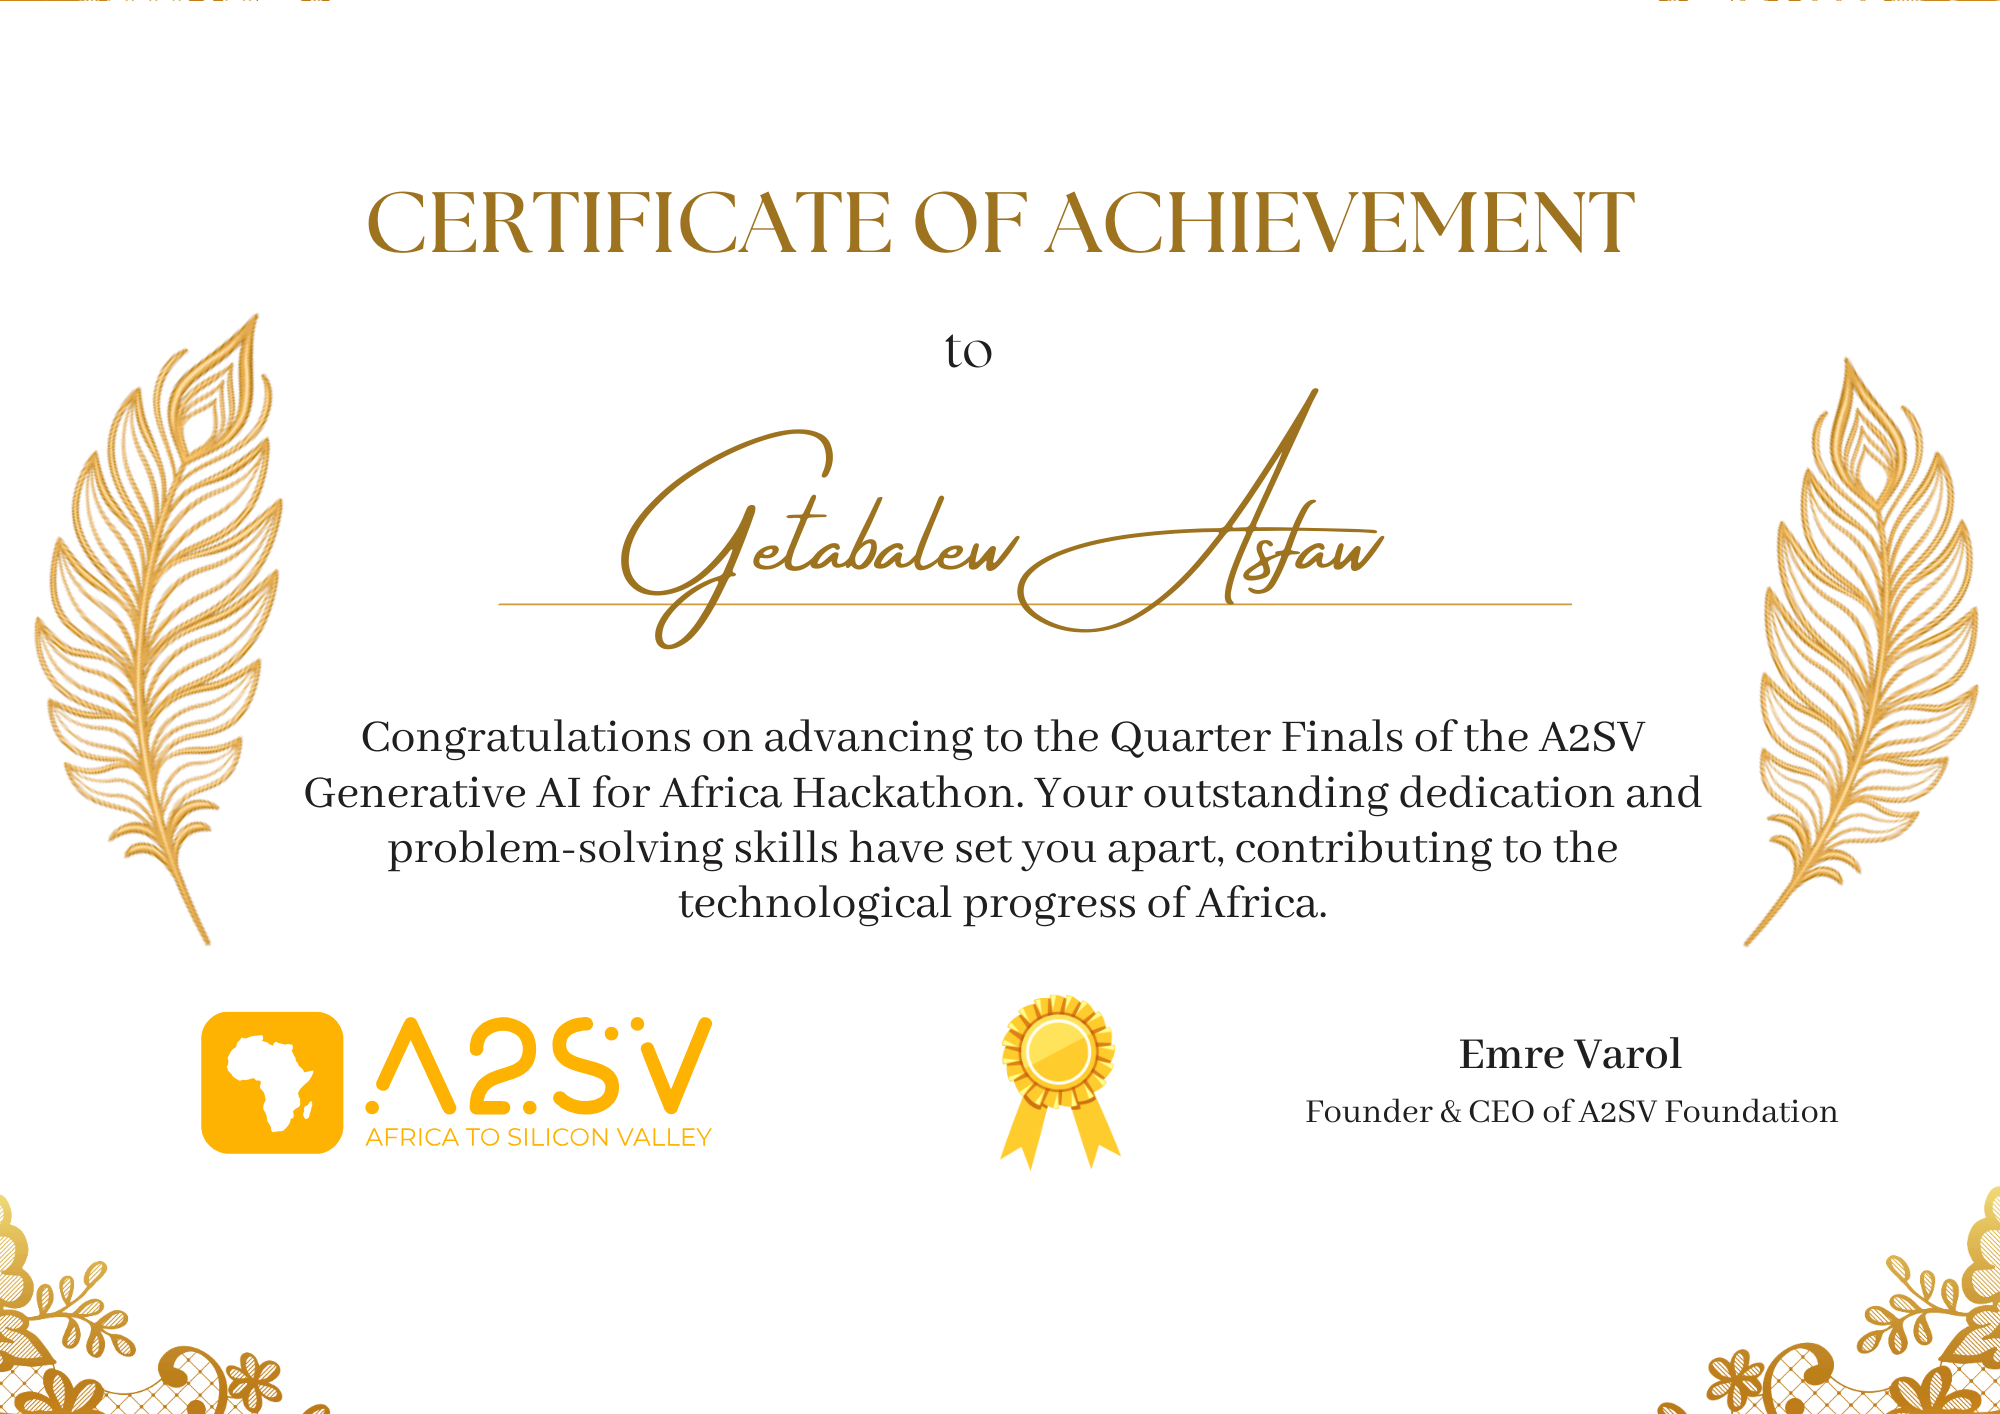 CERTIFICATE OF ACHIEVEMENT
to
Getabalew Asfaw
Congratulations on advancing to the Quarter Finals of the A2SV
Generative AI for Africa Hackathon. Your outstanding dedication and
problem-solving skills have set you apart, contributing to the
technological progress of Africa.
A2SV
AFRICA TO SILICON VALLEY
Emre Varol
Founder & CEO of A2SV Foundation